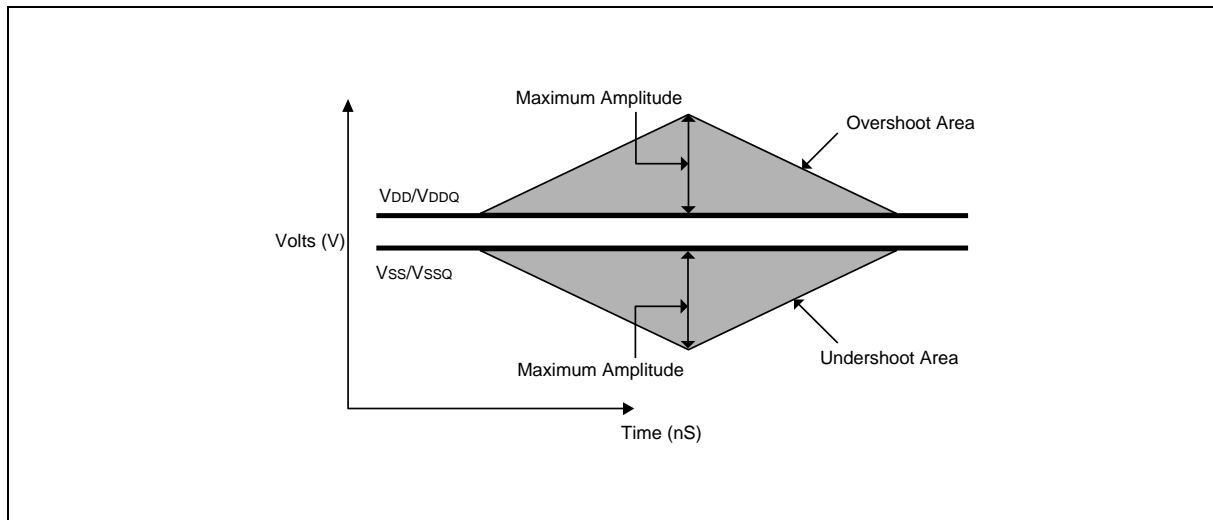 Maximum Amplitude
Overshoot Area
VDD/VDDQ
Volts (V)
VSS/VSSQ
Maximum Amplitude
Undershoot Area
Time (nS)